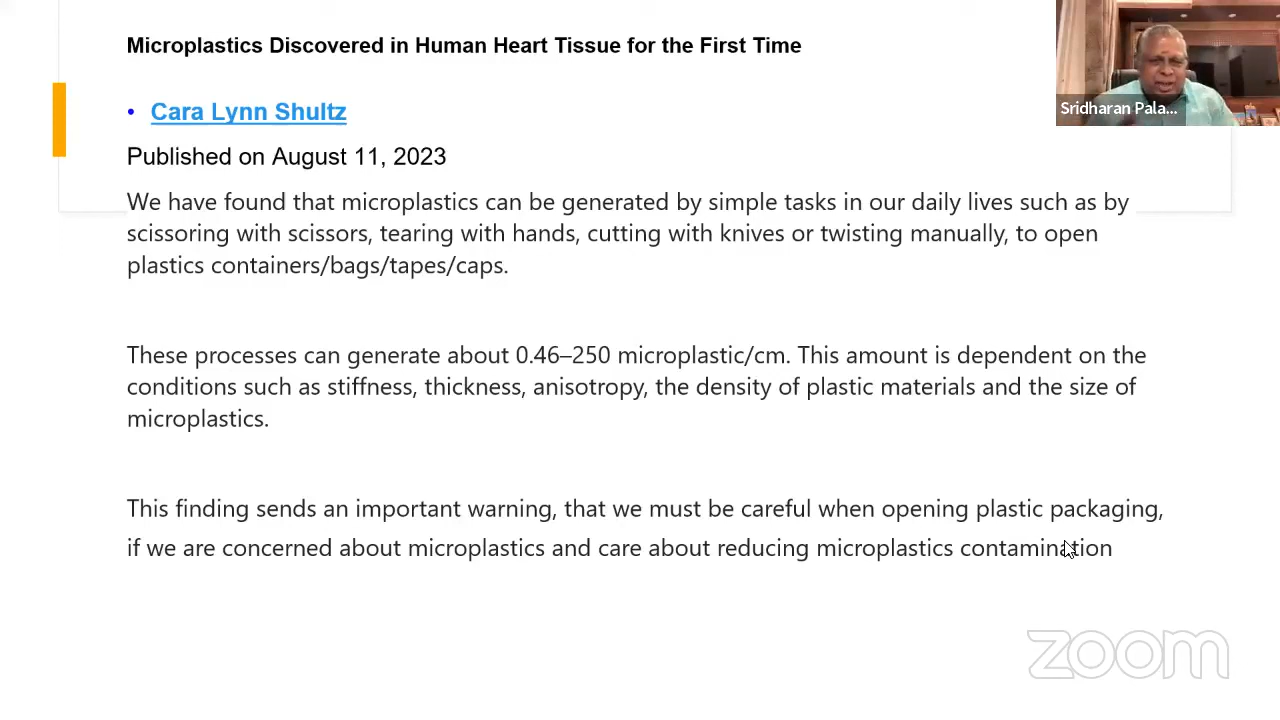 Microplastics Discovered in Human Heart Tissue for the First Time
• Cara Lynn Shultz
Published on August 11, 2023
We have found that microplastics can be generated by simple tasks in our daily lives such as by
scissoring with scissors, tearing with hands, cutting with knives or twisting manually, to open
plastics containers/bags/tapes/caps.
These processes can generate about 0.46–250 microplastic/cm. This amount is dependent on the
conditions such as stiffness, thickness, anisotropy, the density of plastic materials and the size of
microplastics.
This finding sends an important warning, that we must be careful when opening plastic packaging,
if we are concerned about microplastics and care about reducing microplastics contamination
Sridharan Pala...
zoom